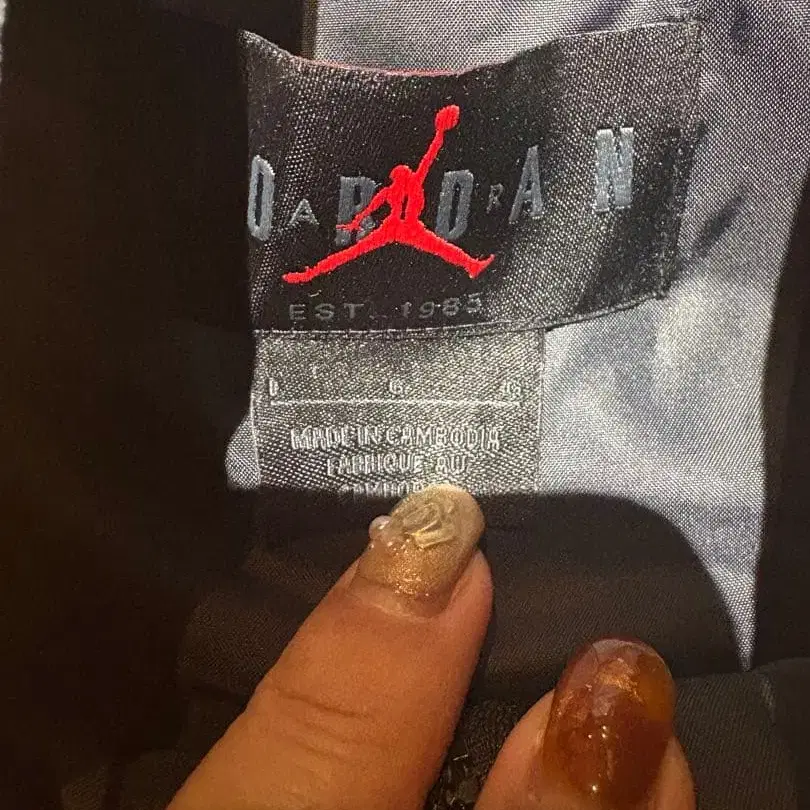 O A R D R A N
EST. 1985
MADE IN CAMBODIA
FABRIQUE AU